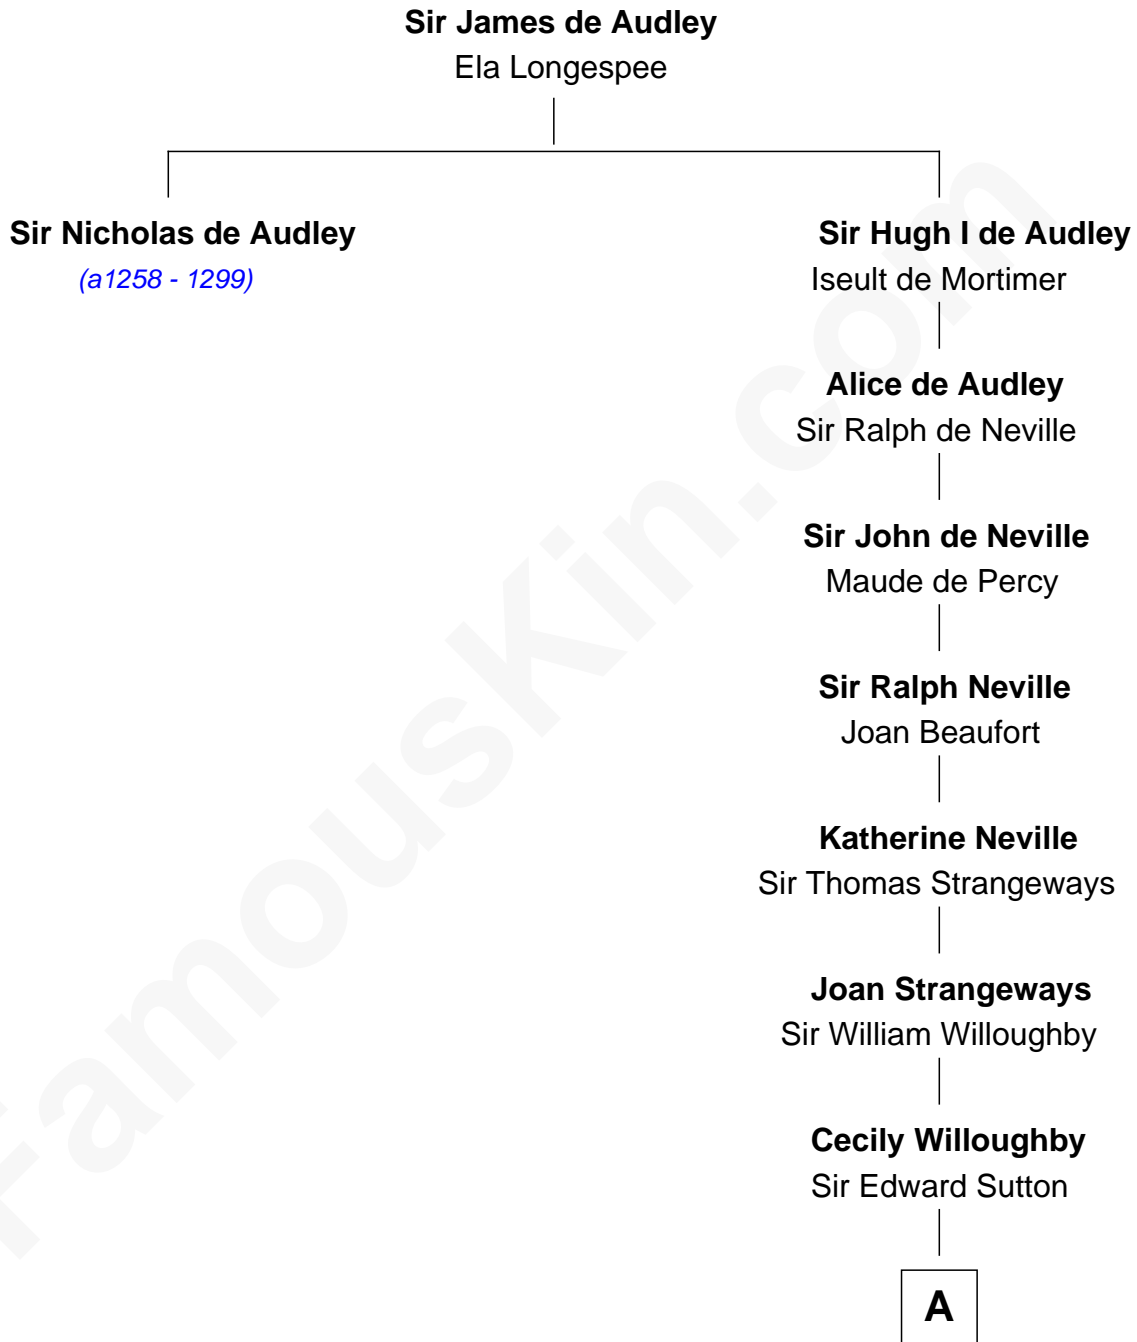 Sir James de Audley
Ela Longespee
Sir Nicholas de Audley
(a1258 - 1299)
Sir Hugh I de Audley
Iseult de Mortimer
Alice de Audley
Sir Ralph de Neville
Sir John de Neville
Maude de Percy
Sir Ralph Neville
Joan Beaufort
Katherine Neville
Sir Thomas Strangeways
Joan Strangeways
Sir William Willoughby
Cecily Willoughby
Sir Edward Sutton
A
FamousKin.com